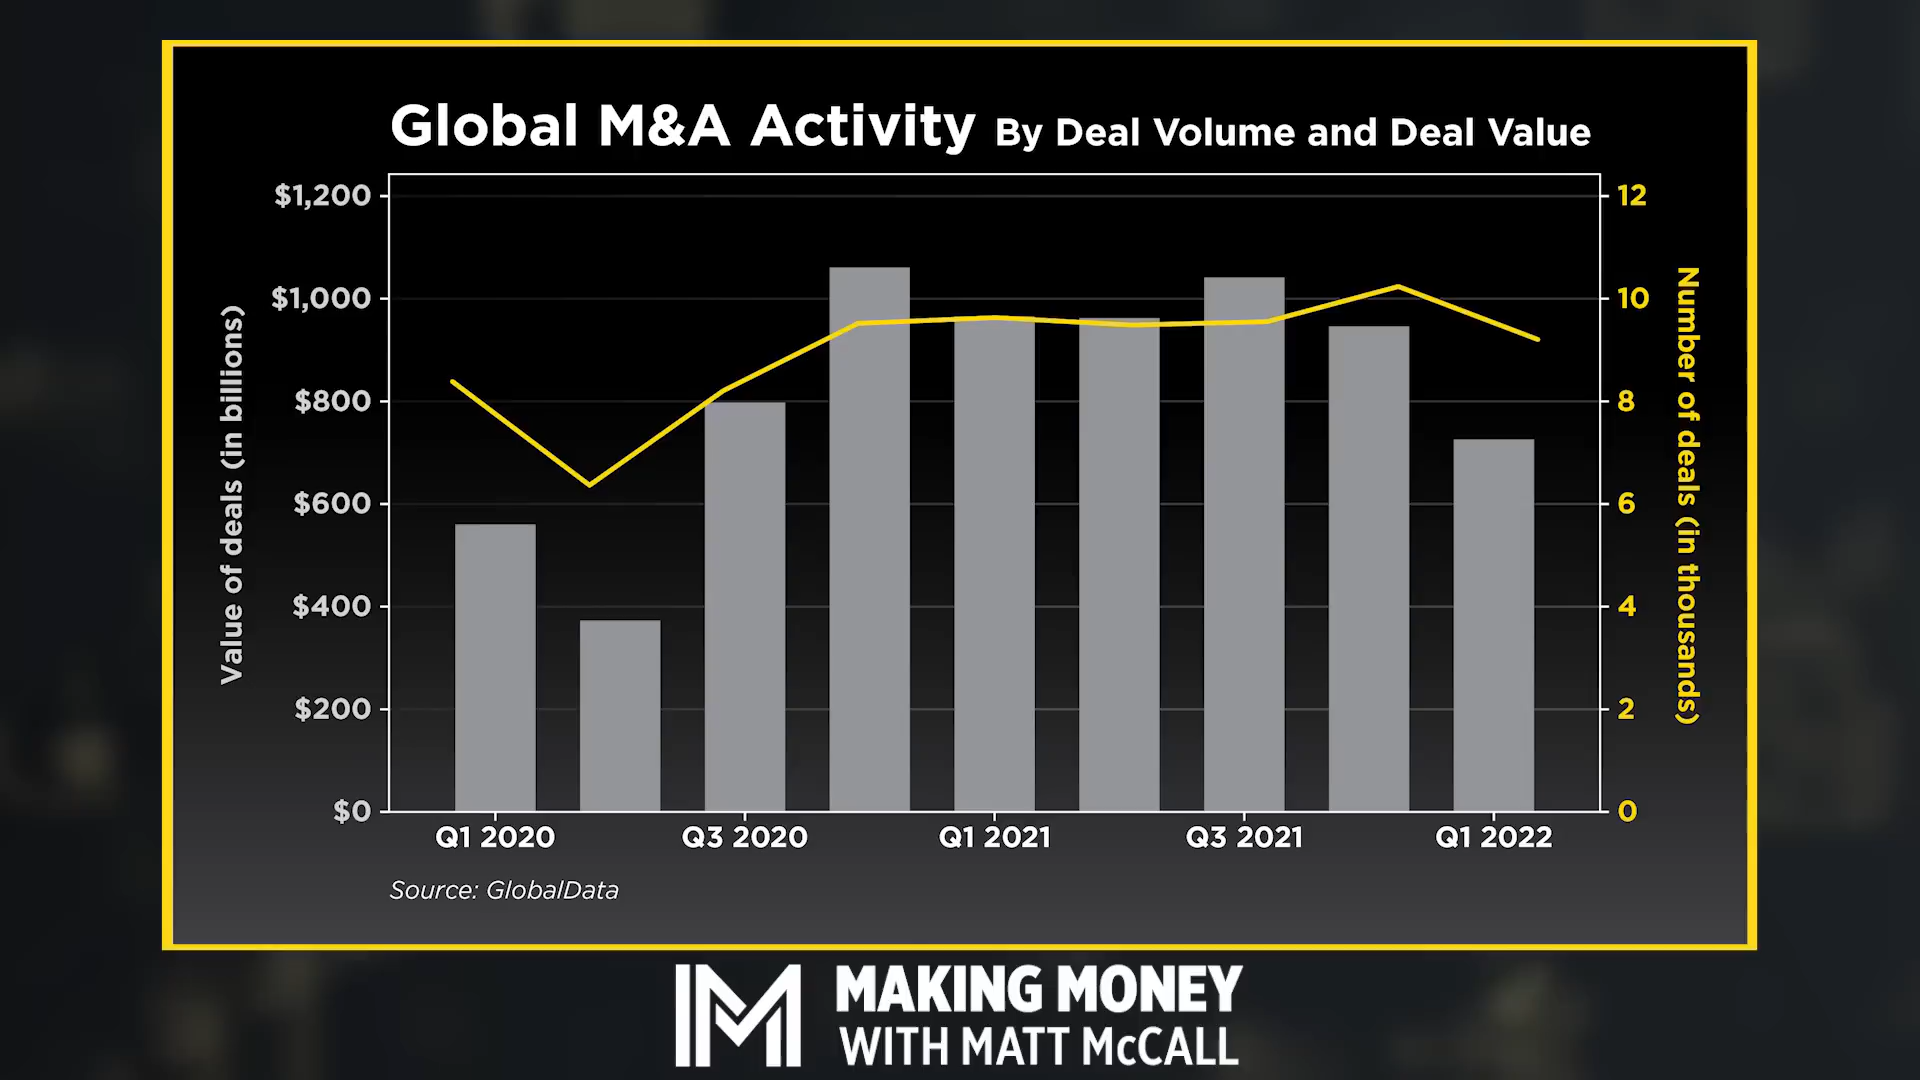 Global M&A Activity By Deal Volume and Deal Value
Value of deals (in billions)
$1,200
$1,000
$800
$600
$400
$200
$0
12
10
8
6
4
2
0
Number of deals (in thousands)
Q1 2020 Q3 2020 Q1 2021 Q3 2021 Q1 2022
Source: GlobalData
M MAKING MONEY
WITH MATT McCALL